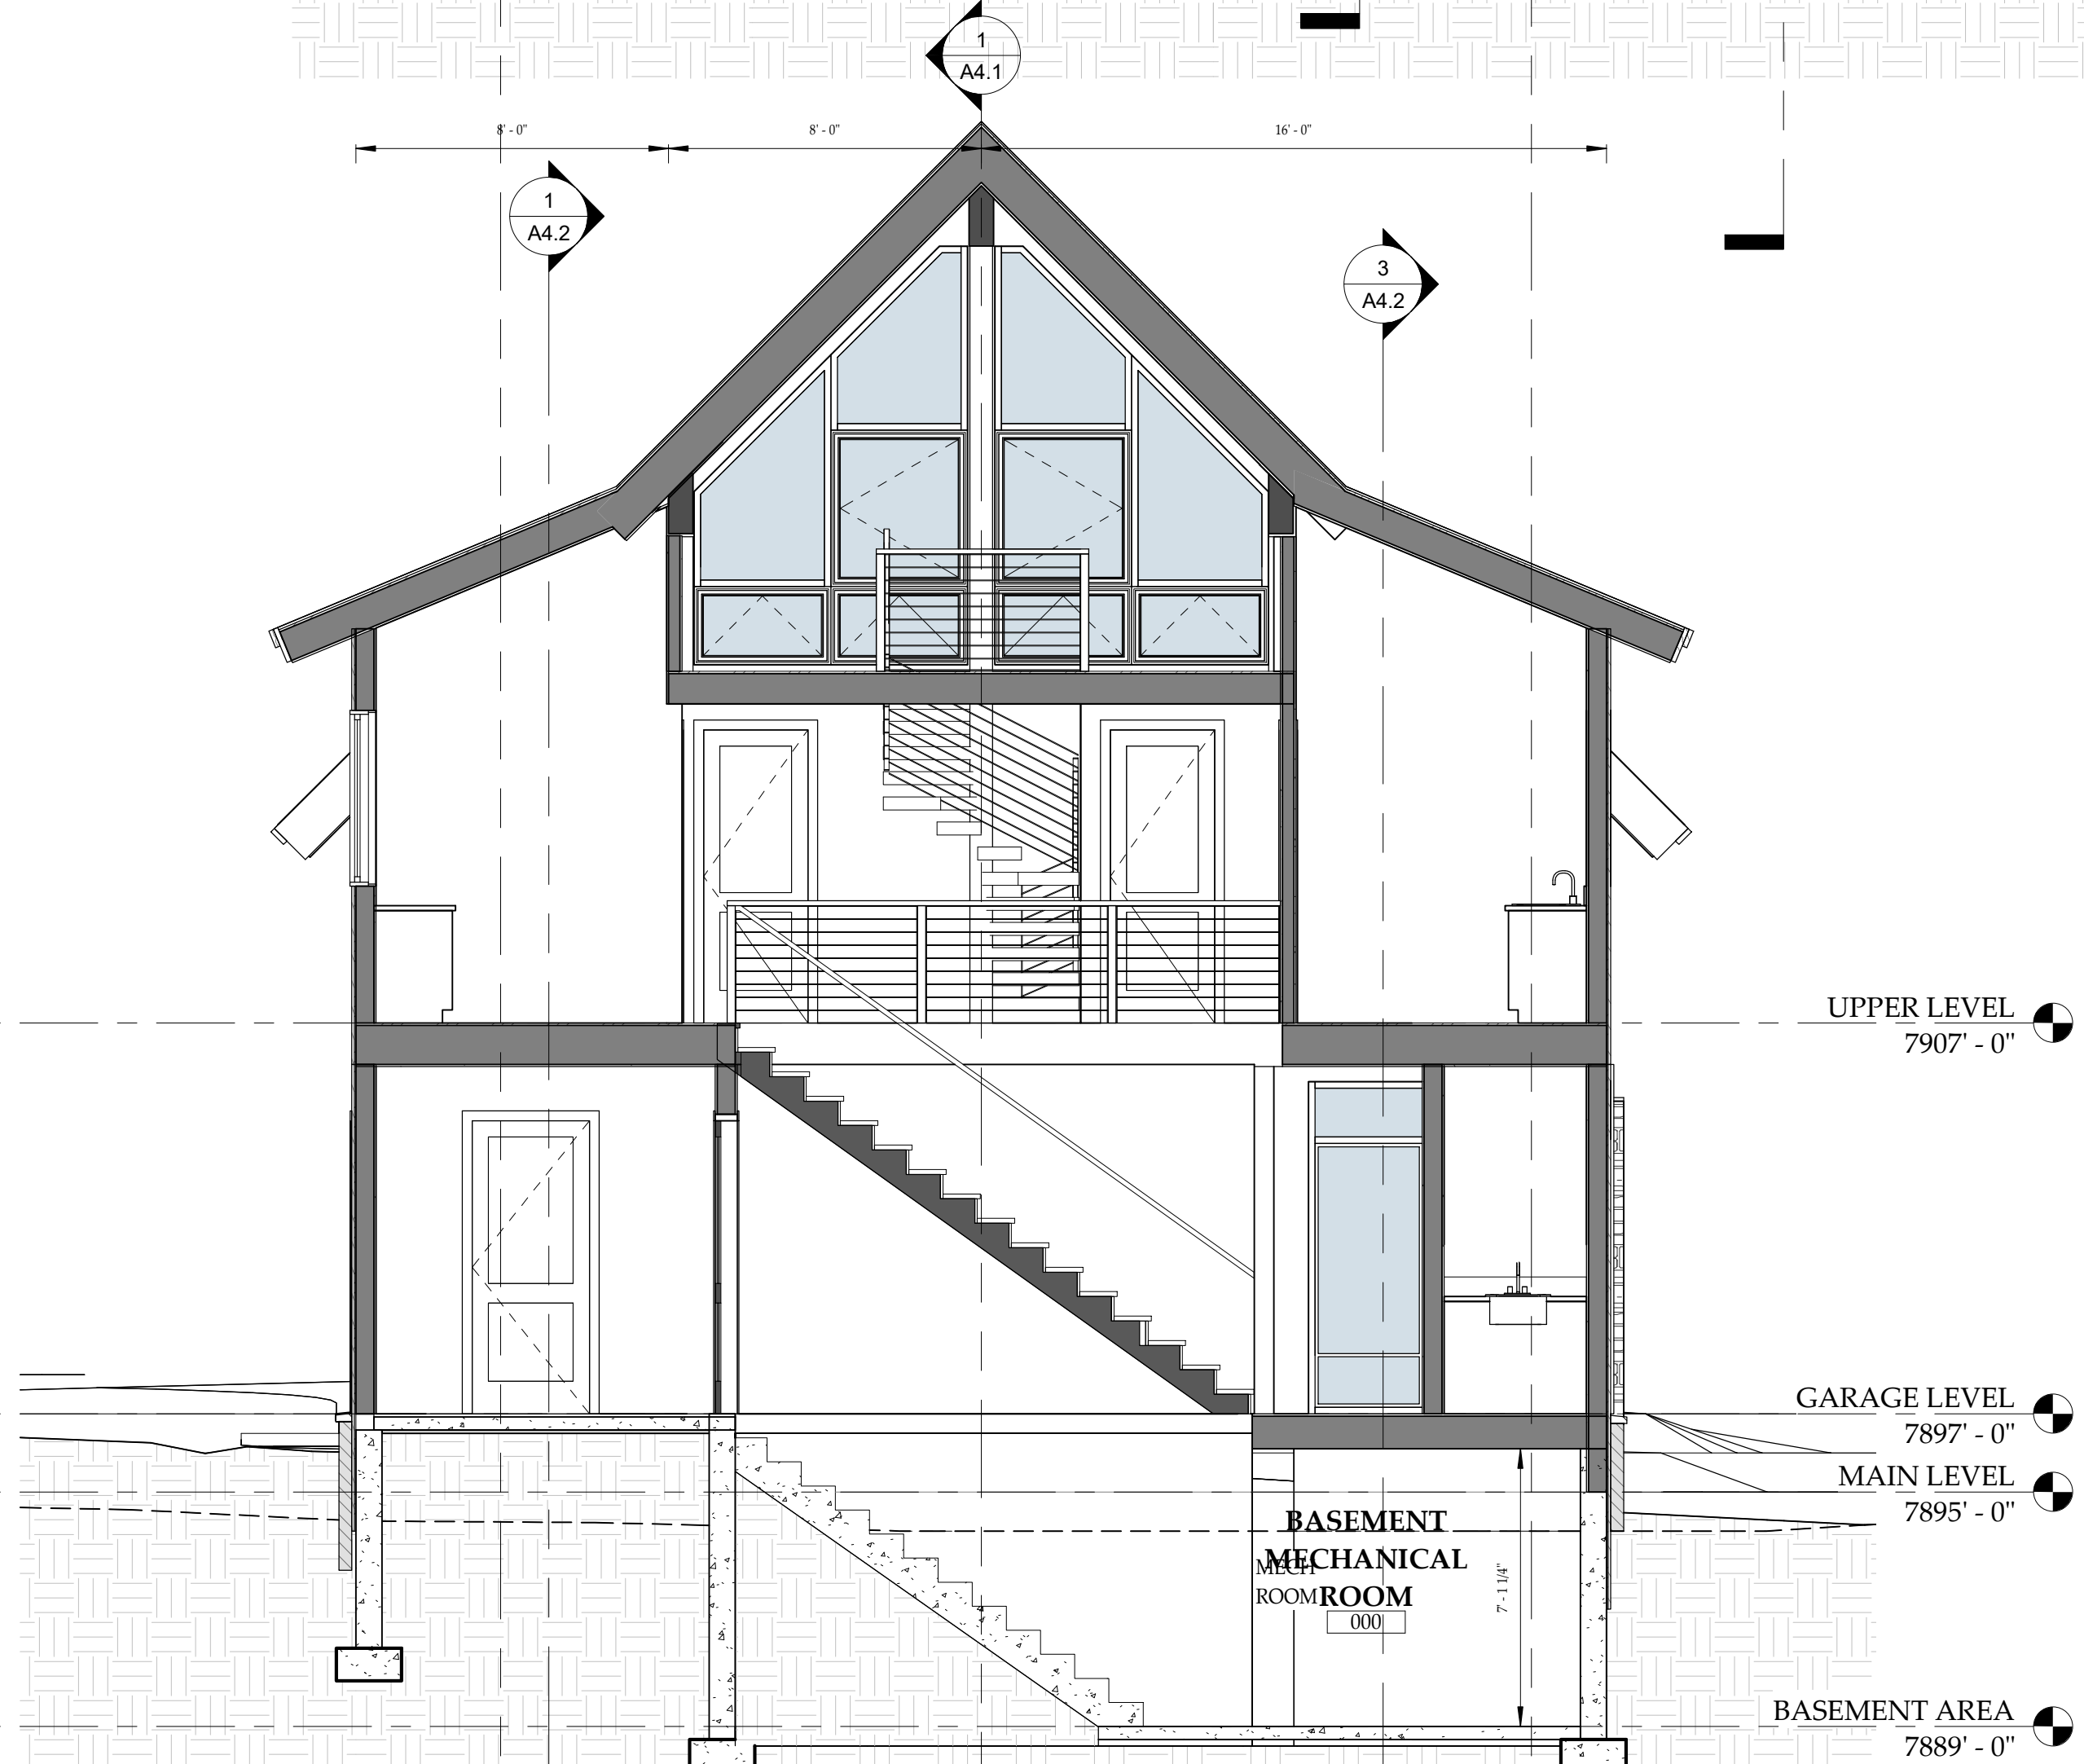 1
A4.1
8' - 0"
8' - 0"
16' - 0"
1
A4.2
3
A4.2
UPPER LEVEL
7907' - 0"
GARAGE LEVEL
7897' - 0"
MAIN LEVEL
7895' - 0"
BASEMENT
MECHANICAL
ROOM
MECH
ROOM
000
7' - 1 1/4"
BASEMENT AREA
7889' - 0"